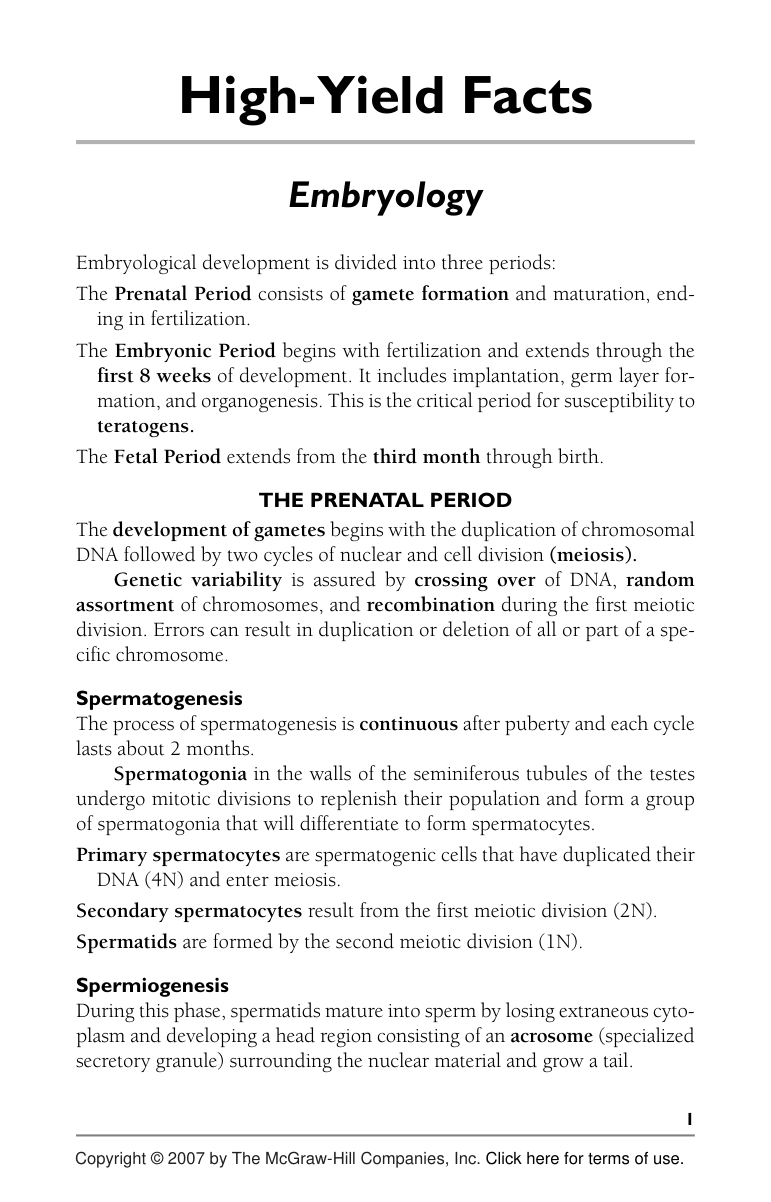 High-Yield Facts
Embryology
Embryological development is divided into three periods:
The Prenatal Period consists of gamete formation and maturation, end-
ing in fertilization.
The Embryonic Period begins with fertilization and extends through the
first 8 weeks of development. It includes implantation, germ layer for-
mation, and organogenesis. This is the critical period for susceptibility to
teratogens.
The Fetal Period extends from the third month through birth.
THE PRENATAL PERIOD
The development of gametes begins with the duplication of chromosomal
DNA followed by two cycles of nuclear and cell division (meiosis).
Genetic variability is assured by crossing over of DNA, random
assortment of chromosomes, and recombination during the first meiotic
division. Errors can result in duplication or deletion of all or part of a spe-
cific chromosome.
Spermatogenesis
The process of spermatogenesis is continuous after puberty and each cycle
lasts about 2 months.
Spermatogonia in the walls of the seminiferous tubules of the testes
undergo mitotic divisions to replenish their population and form a group
of spermatogonia that will differentiate to form spermatocytes.
Primary spermatocytes are spermatogenic cells that have duplicated their
DNA (4N) and enter meiosis.
Secondary spermatocytes result from the first meiotic division (2N).
Spermatids are formed by the second meiotic division (1N).
Spermiogenesis
During this phase, spermatids mature into sperm by losing extraneous cyto-
plasm and developing a head region consisting of an acrosome (specialized
secretory granule) surrounding the nuclear material and grow a tail.
1
Copyright © 2007 by The McGraw-Hill Companies, Inc. Click here for terms of use.